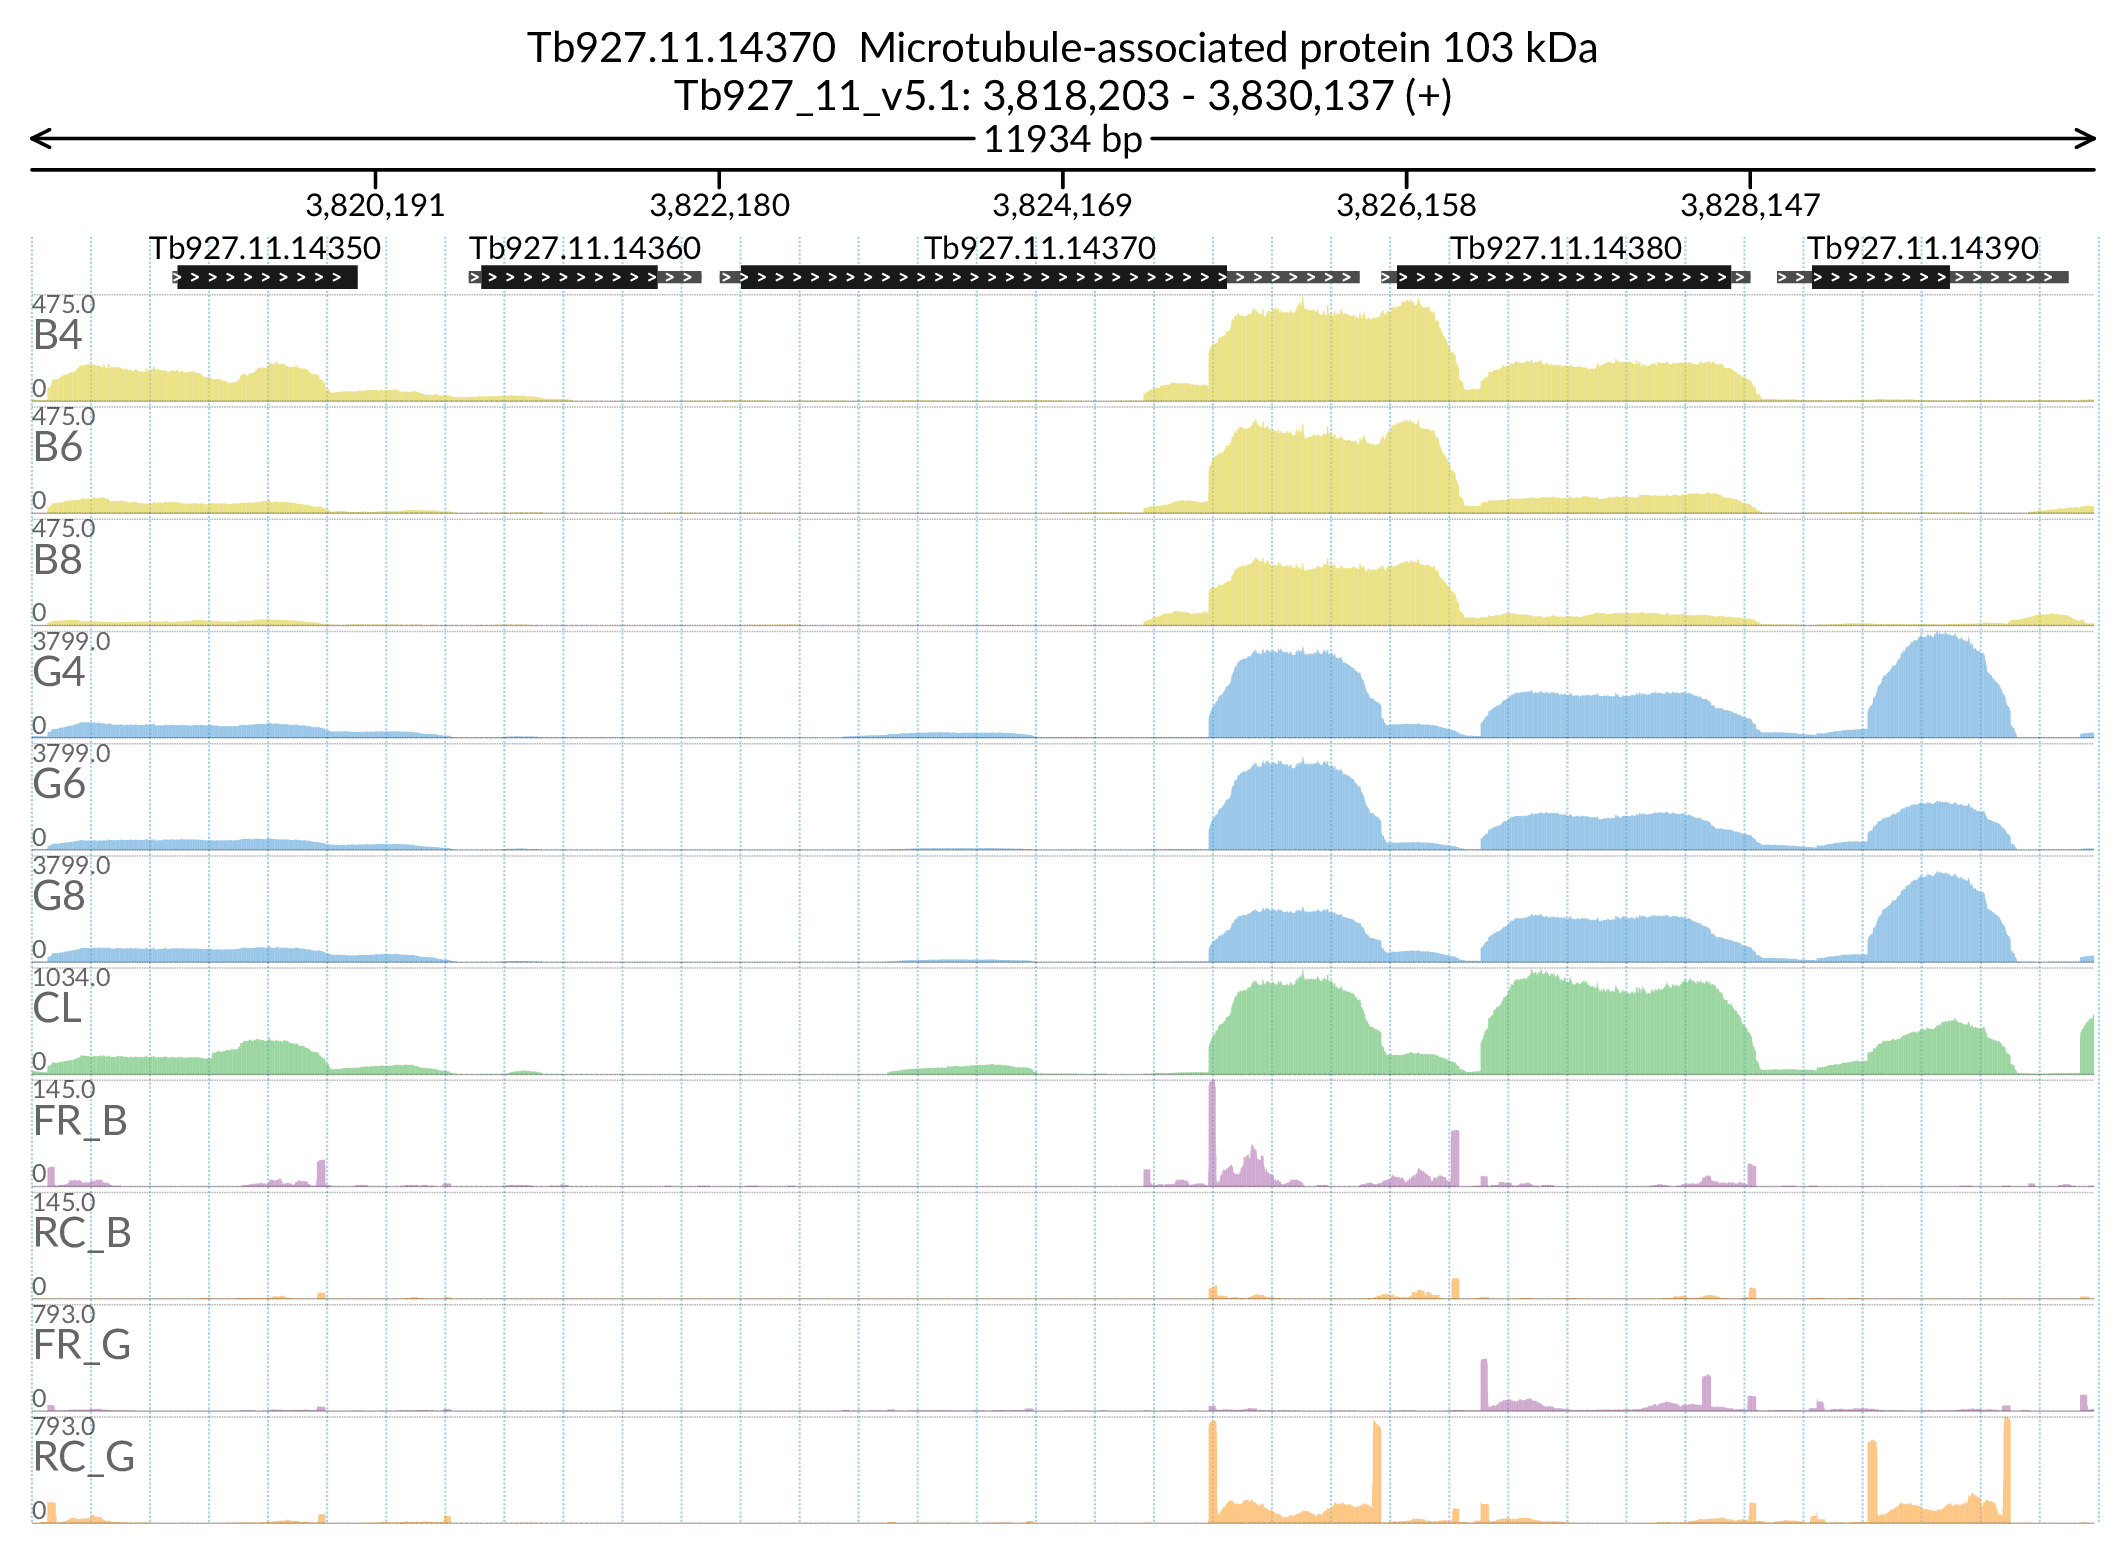 Tb927.11.14370 Microtubule-associated protein 103 kDa
Tb927_11_v5.1: 3,818,203 - 3,830,137 (+)
11934 bp
3,820,191 3,822,180 3,824,169 3,826,158 3,828,147
Tb927.11.14350 Tb927.11.14360 Tb927.11.14370 Tb927.11.14380 Tb927.11.14390
475.0
B4
0
475.0
B6
0
475.0
B8
0
3799.0
G4
0
3799.0
G6
0
3799.0
G8
0
1034.0
CL
0
145.0
FR_B
0
145.0
RC_B
0
793.0
FR_G
0
793.0
RC_G
0